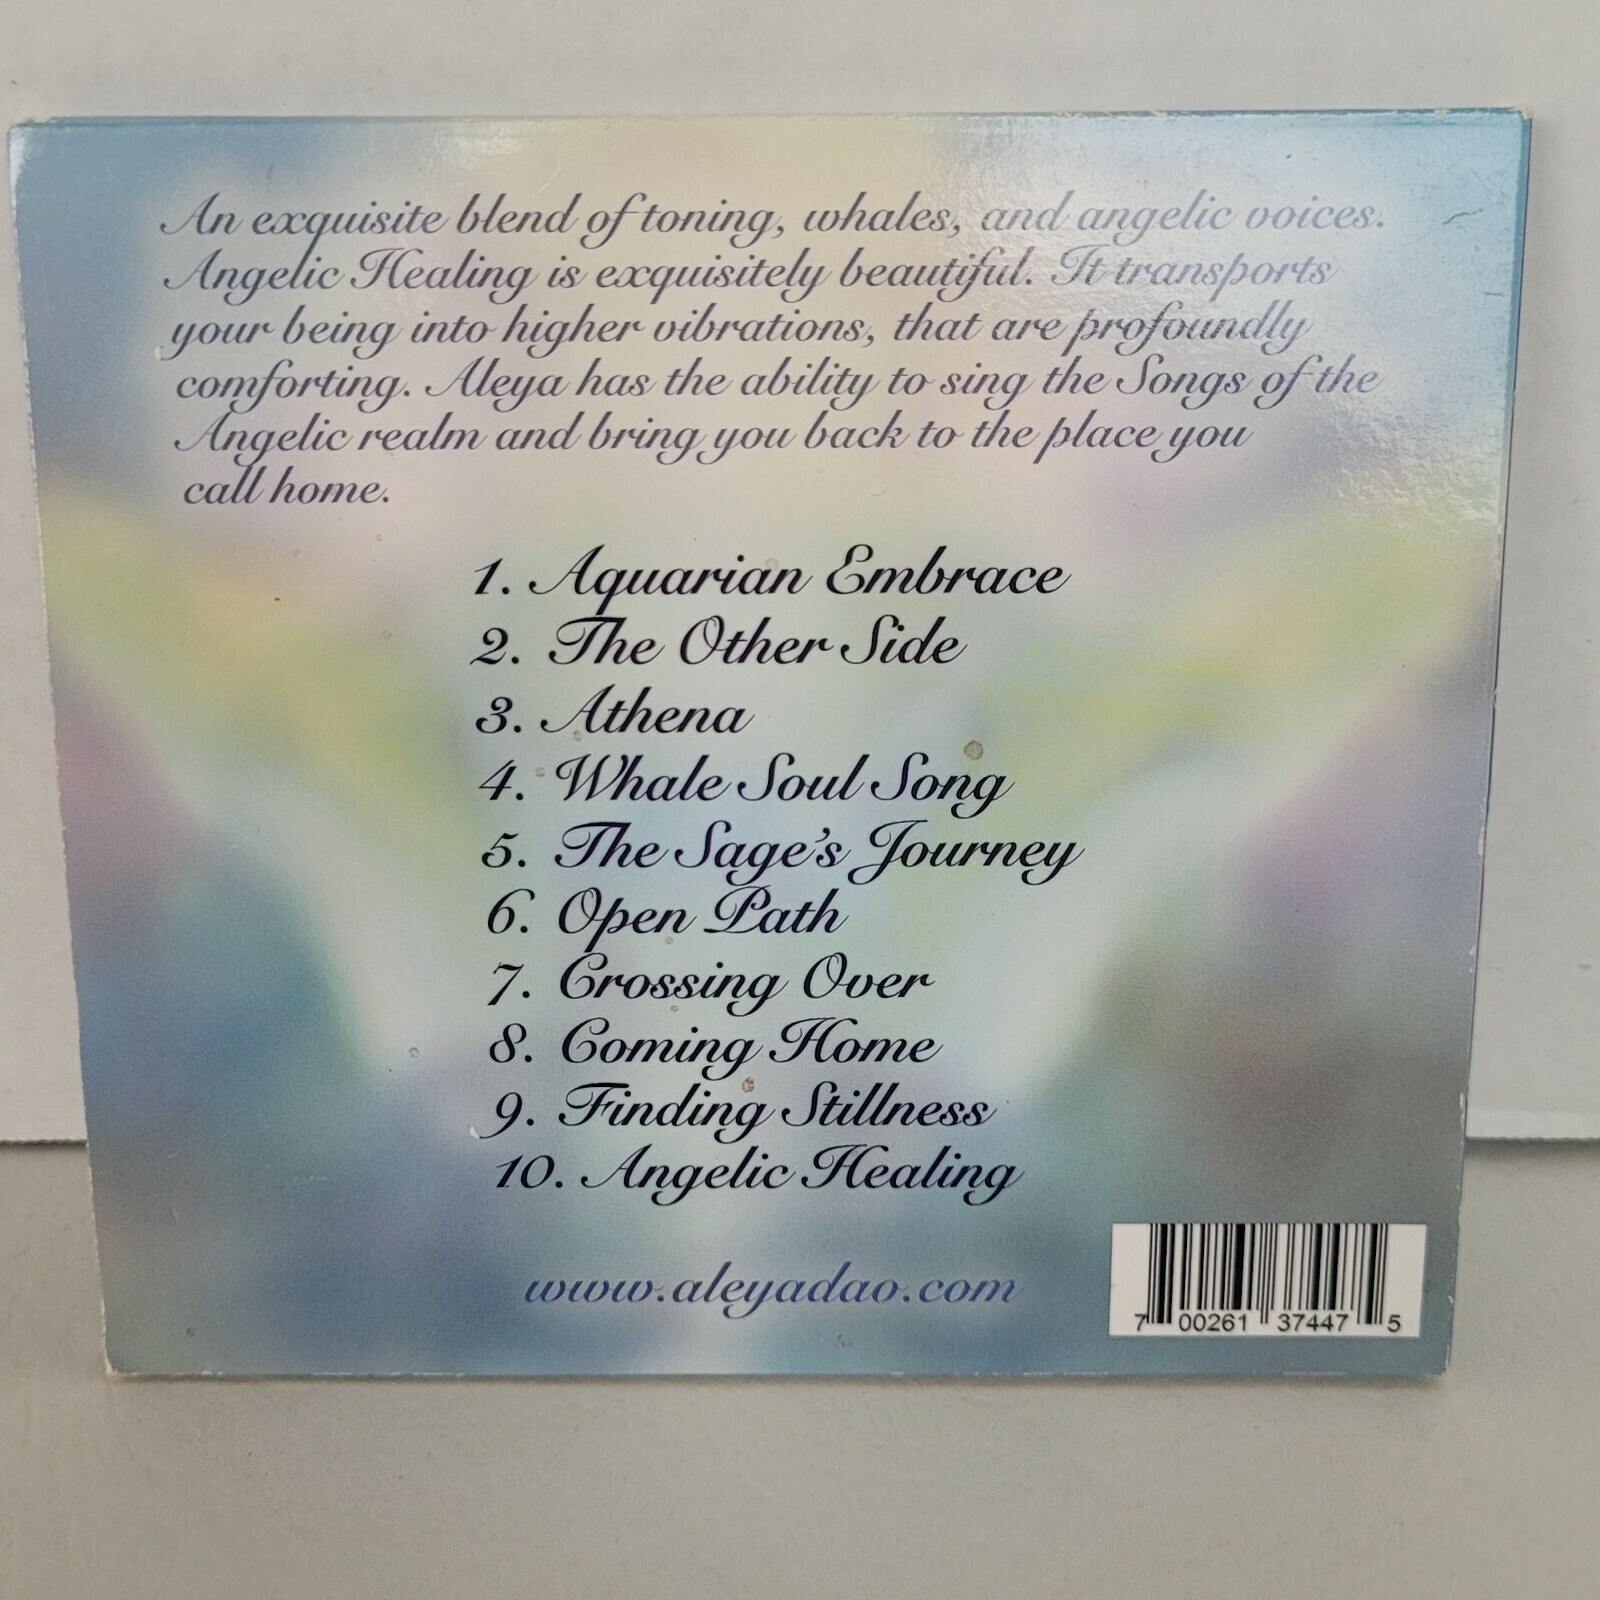 An exquisite blend of toning, whales, and angelic voices.
Angelic Healing is exquisitely beautiful. It transports
your being into higher vibrations, that are profoundly
comforting. Aleya has the ability to sing the Songs of the
Angelic realm and bring you back to the place you
call home.
1. Aquarian Embrace
2. The Other Side
3. Athena
4. Whale Soul Song
5. The Sage's Journey
6. Open Path
7. Crossing Over
8. Coming Home
9. Finding Stillness
10. Angelic Healing
www.aleyadao.com
7 00261 37447 5